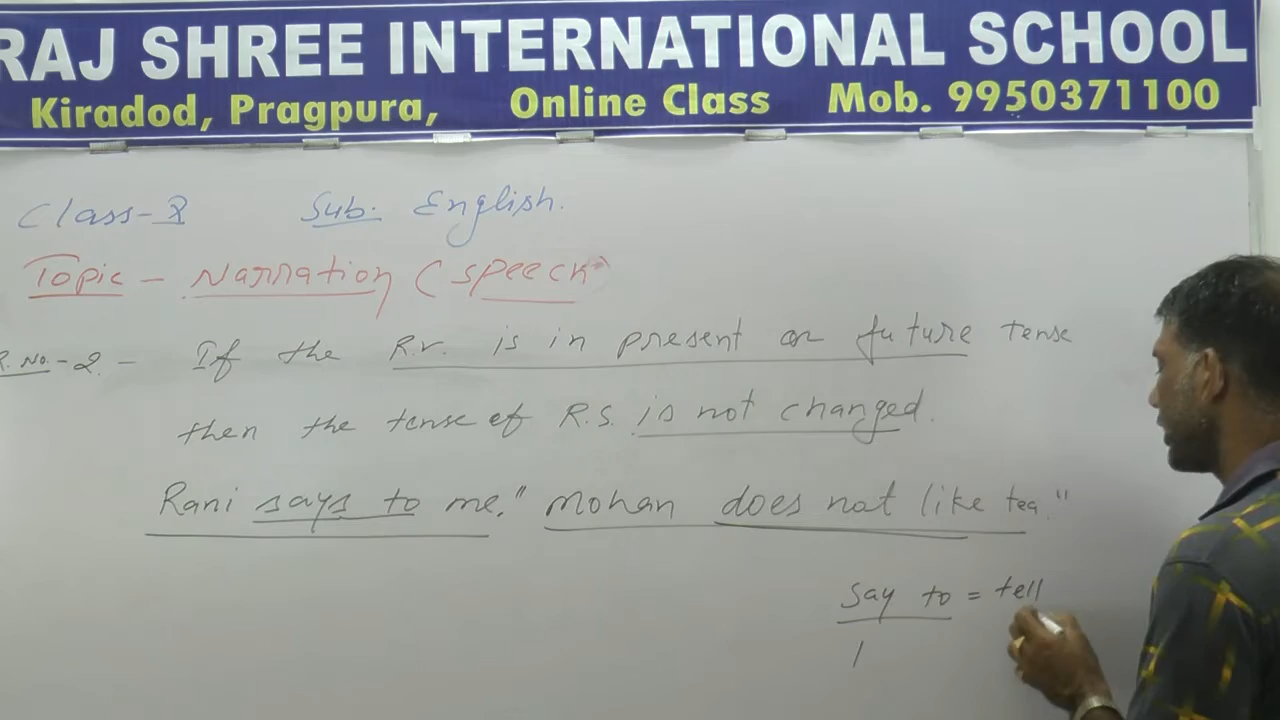 RAJ SHREE INTERNATIONAL SCHOOL
Kiradod, Pragpura, Online Class Mob. 9950371100
Class-X Sub. English.
Topic - Narration (speech)
R. No. - 2. - If the R.v. is in present or future tense
then the tense of R.S. is not changed.
Rani says to me, "Mohan does not like tea."
Say to = tell